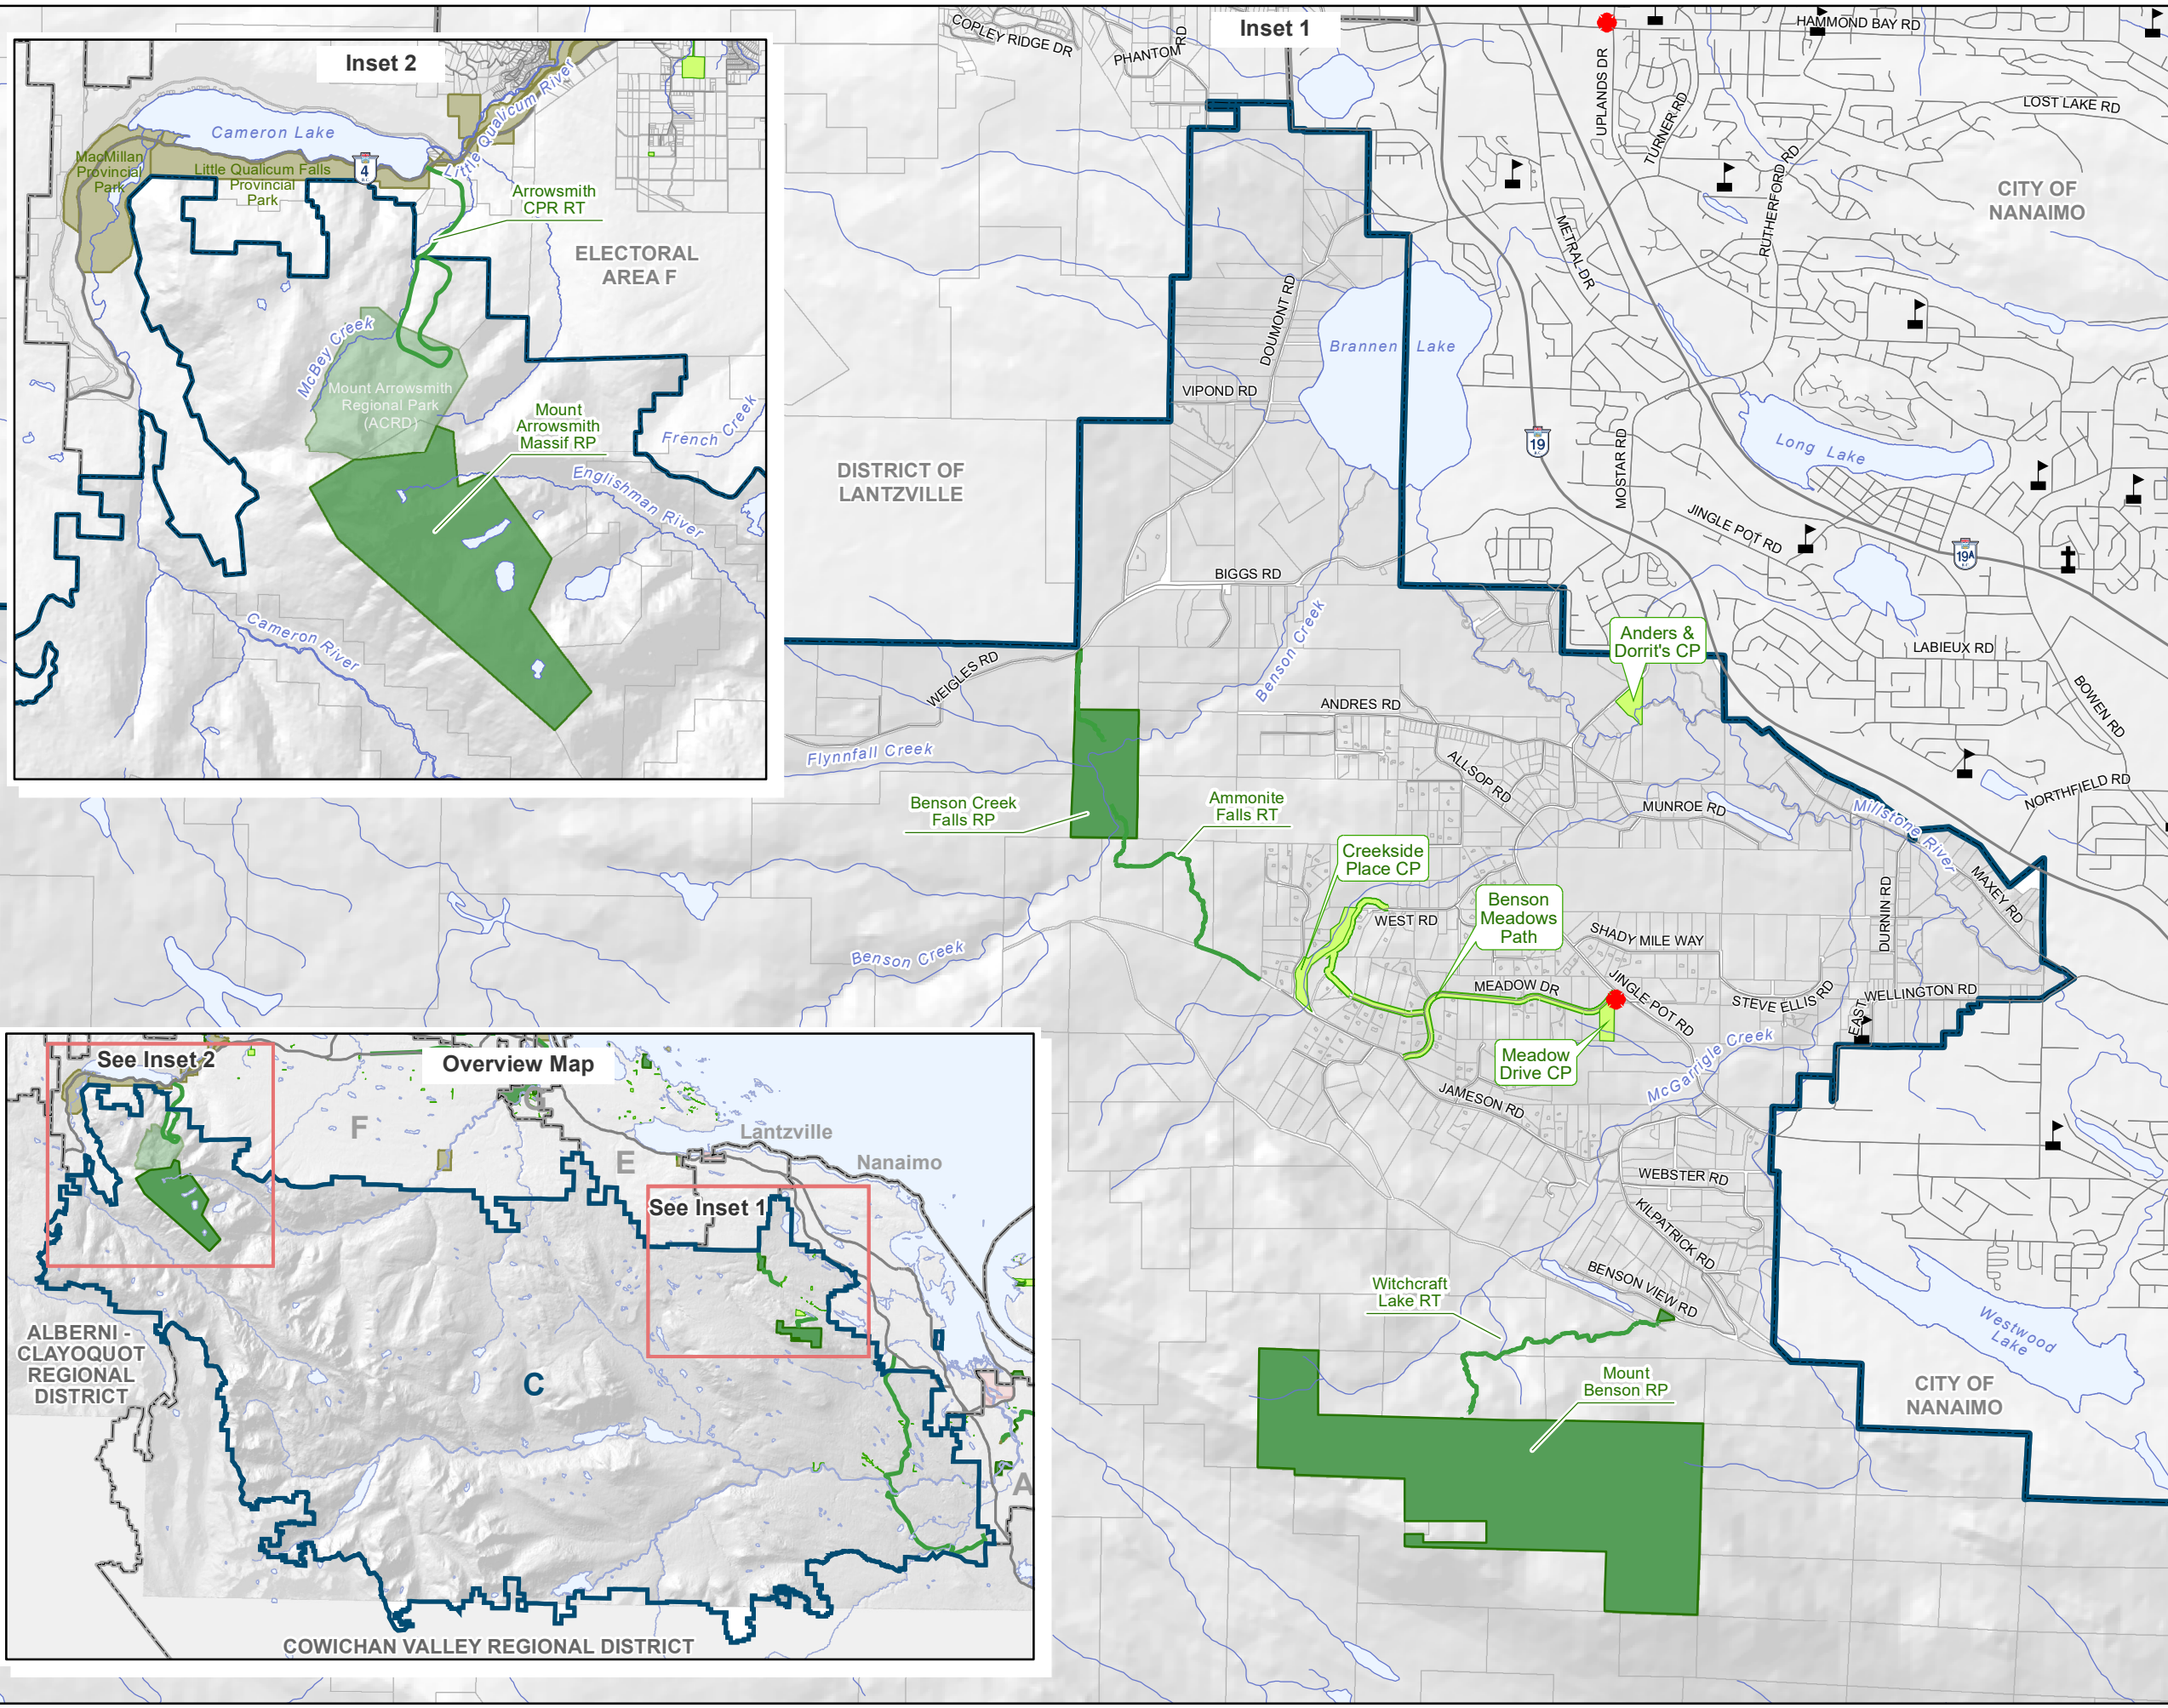 Inset 2
Cameron Lake
Little Qualicum River
MacMillan
Provincial
Park
Little Qualicum Falls
Provincial
Park
4
Arrowsmith
CPR RT
ELECTORAL
AREA F
McBey Creek
Mount Arrowsmith
Regional Park
(ACRD)
Mount
Arrowsmith
Massif RP
French Creek
Englishman River
Cameron River
Inset 1
COPLEY RIDGE DR
PHANTOM
RD
HAMMOND BAY RD
UPLANDS DR
TURNER RD
LOST LAKE RD
RUTHERFORD RD
CITY OF
NANAIMO
METRAL DR
DOUMONT RD
Brannen Lake
VIPOND RD
DISTRICT OF
LANTZVILLE
19
MOSTAR RD
Long Lake
JINGLE POT RD
19A
BIGGS RD
Benson Creek
Anders &
Dorrit's CP
LABIEUX RD
BOWEN RD
WEIGLES RD
ANDRES RD
Flynnfall Creek
ALLSOP RD
MUNROE RD
NORTHFIELD RD
Millstone River
Benson Creek
Falls RP
Ammonite
Falls RT
Creekside
Place CP
Benson
Meadows
Path
WEST RD
SHADY MILE WAY
DURNIN RD
MAXEY RD
Benson Creek
MEADOW DR
JINGLE POT RD
STEVE ELLIS RD
EAST WELLINGTON RD
Meadow
Drive CP
McGarrigle Creek
JAMESON RD
WEBSTER RD
KILPATRICK RD
BENSON VIEW RD
Witchcraft
Lake RT
Westwood
Lake
Mount
Benson RP
CITY OF
NANAIMO
See Inset 2
Overview Map
F
G
E
Lantzville
Nanaimo
See Inset 1
ALBERNI -
CLAYOQUOT
REGIONAL
DISTRICT
C
A
COWICHAN VALLEY REGIONAL DISTRICT